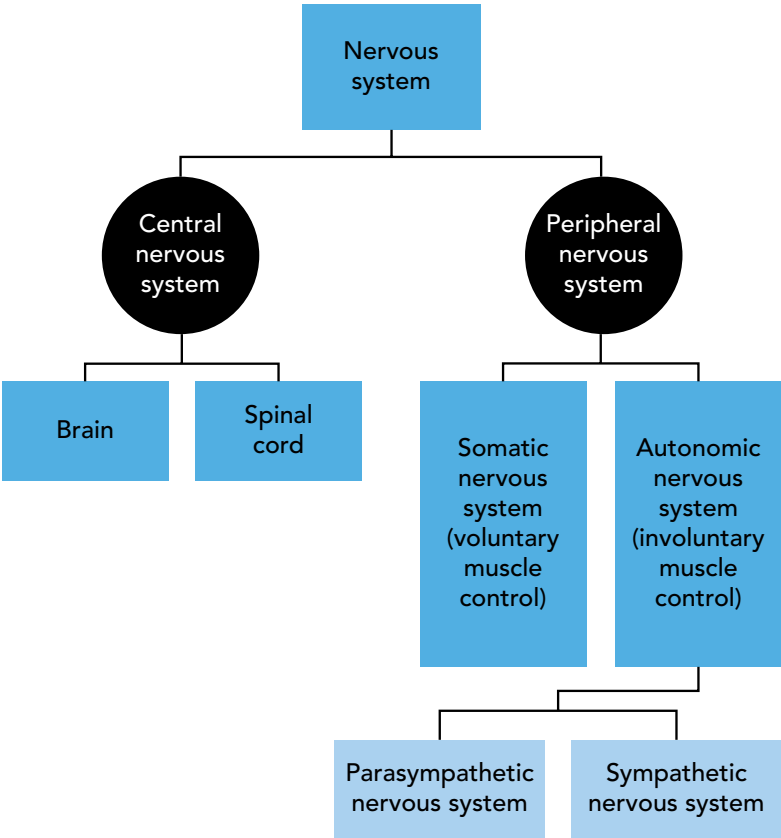 Nervous
system
Central
nervous
system
Peripheral
nervous
system
Brain
Spinal
cord
Somatic
nervous
system
(voluntary
muscle
control)
Autonomic
nervous
system
(involuntary
muscle
control)
Parasympathetic
nervous system
Sympathetic
nervous system